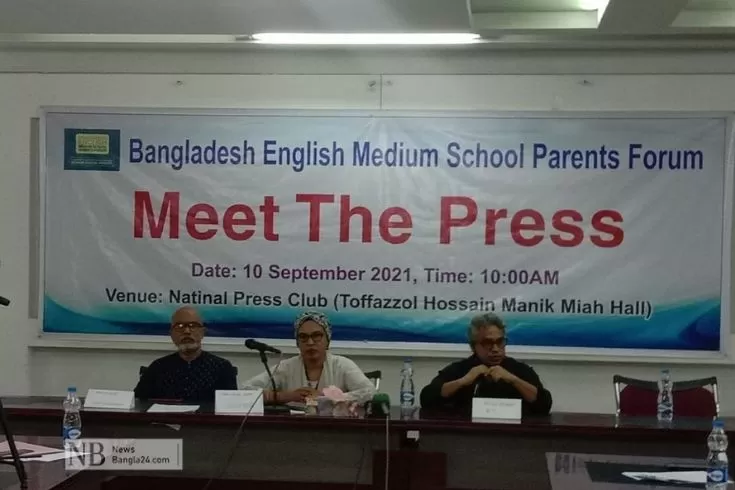 Bangladesh English Medium School Parents Forum
Meet The Press
Date: 10 September 2021, Time: 10:00AM
Venue: Natinal Press Club (Toffazzol Hossain Manik Miah Hall)
NB News
Bangla24.com